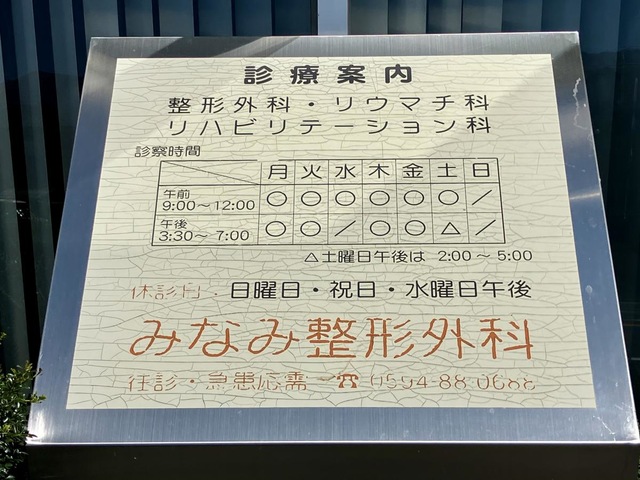 診療案内
整形外科・リウマチ科
リハビリテーション科
診察時間
月 火 水 木 金 土 日
午前 9:00～12:00 ○ ○ ○ ○ ○ ○ ／
午後 3:30～7:00 ○ ○ ／ ○ ○ △ ／
△土曜日午後は 2:00～5:00
休診日. 日曜日・祝日・水曜日午後
みなみ整形外科
往診・急患応需 ☎ 0594-88-0688